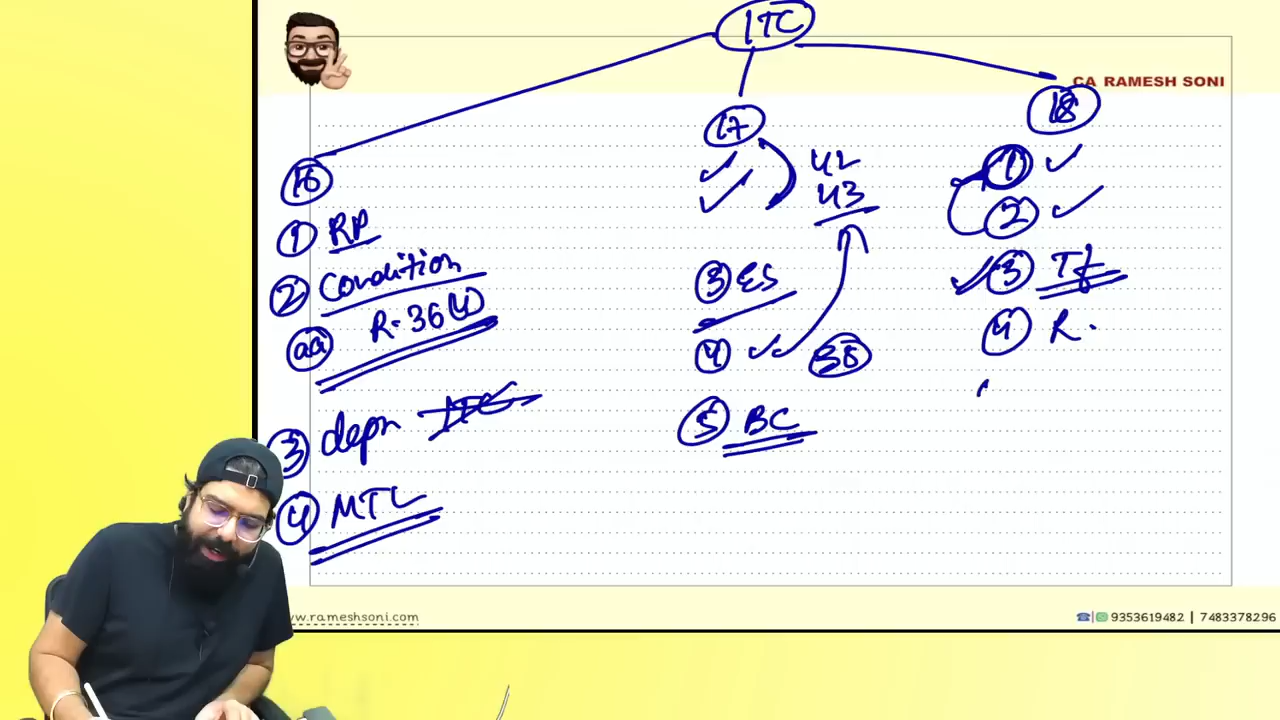 ITC
CA RAMESH SONI
16
① RP
② Condition
(aa) R-36(4)
③ depn ITC
④ MTL
17
42
43
③ ES
④ 38
⑤ BC
18
①
②
③ Tf
④ R.
www.rameshsoni.com
9353619482 | 7483378296